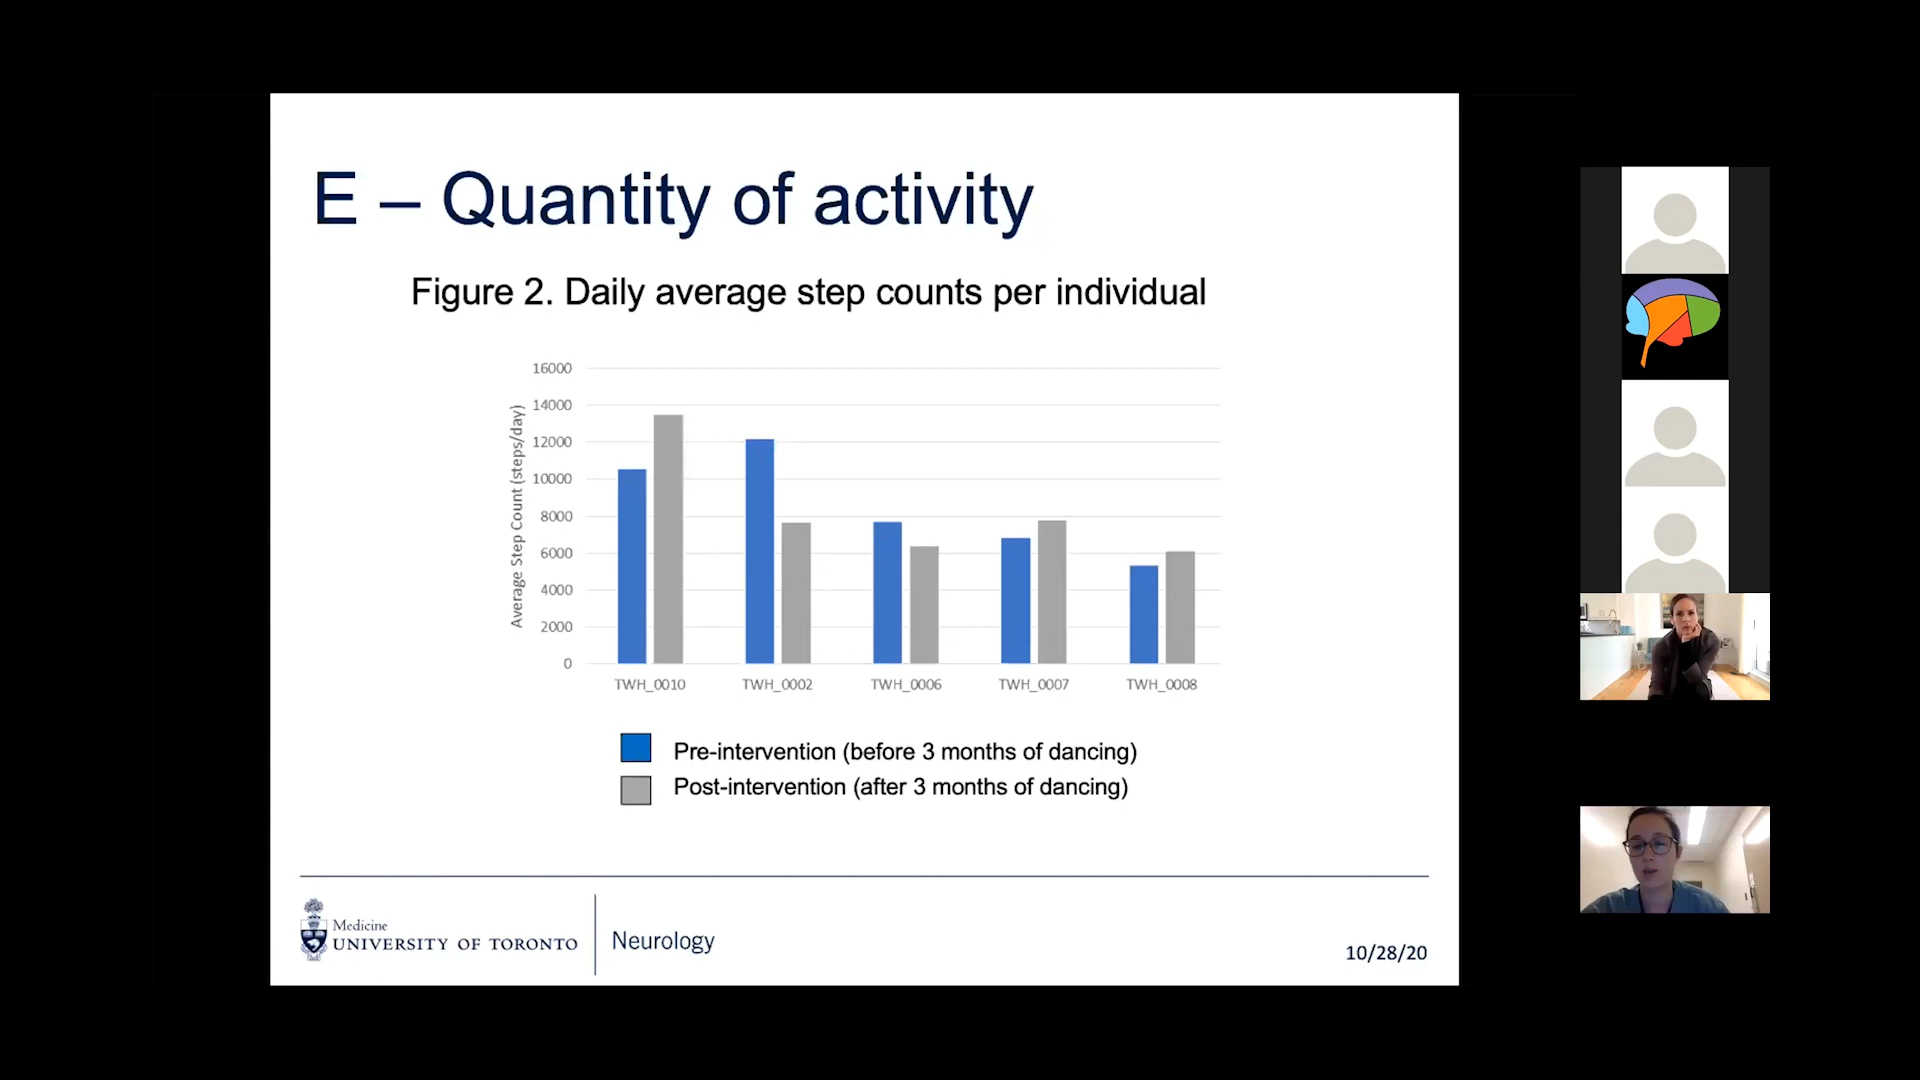 E – Quantity of activity
Figure 2. Daily average step counts per individual
Average Step Count (steps/day)
16000
14000
12000
10000
8000
6000
4000
2000
0
TWH_0010 TWH_0002 TWH_0006 TWH_0007 TWH_0008
Pre-intervention (before 3 months of dancing)
Post-intervention (after 3 months of dancing)
Medicine
UNIVERSITY OF TORONTO
Neurology
10/28/20